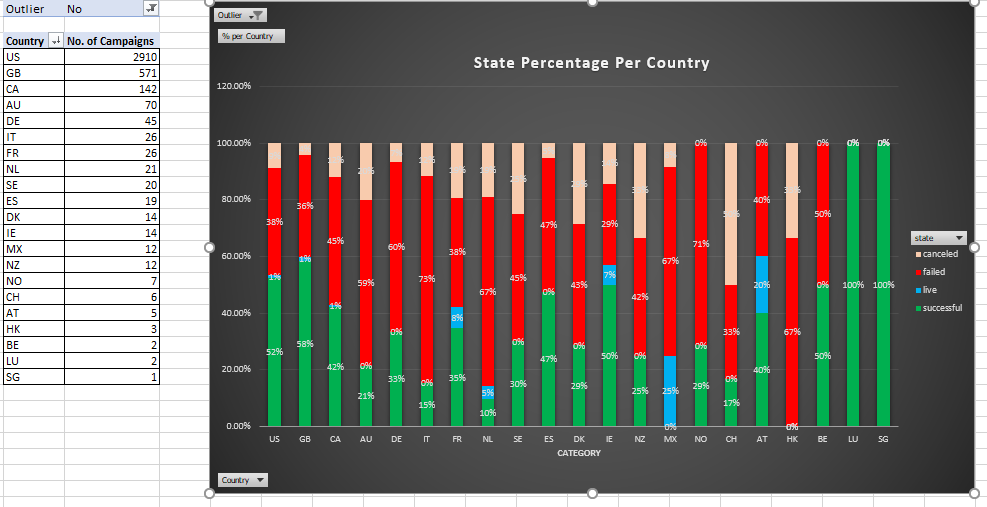 Outlier No
Country No. of Campaigns
US 2910
GB 571
CA 142
AU 70
DE 45
IT 26
FR 26
NL 21
SE 20
ES 19
DK 14
IE 14
MX 12
NZ 12
NO 7
CH 6
AT 5
HK 3
BE 2
LU 2
SG 1
Outlier
% per Country
State Percentage Per Country
120.00%
100.00%
80.00%
60.00%
40.00%
20.00%
0.00%
0% 0% 0% 0% 0%
38% 36% 45% 59% 60% 73% 38% 67% 45% 47% 43% 29% 42% 67% 71% 33% 40% 67% 50%
1% 1% 1% 0% 0% 0% 8% 5% 0% 0% 0% 7% 0% 25% 0% 0% 20% 0%
52% 58% 42% 21% 33% 15% 35% 10% 30% 47% 29% 50% 25% 0% 29% 17% 40% 0% 50% 100% 100%
US GB CA AU DE IT FR NL SE ES DK IE NZ MX NO CH AT HK BE LU SG
CATEGORY
state
canceled
failed
live
successful
Country